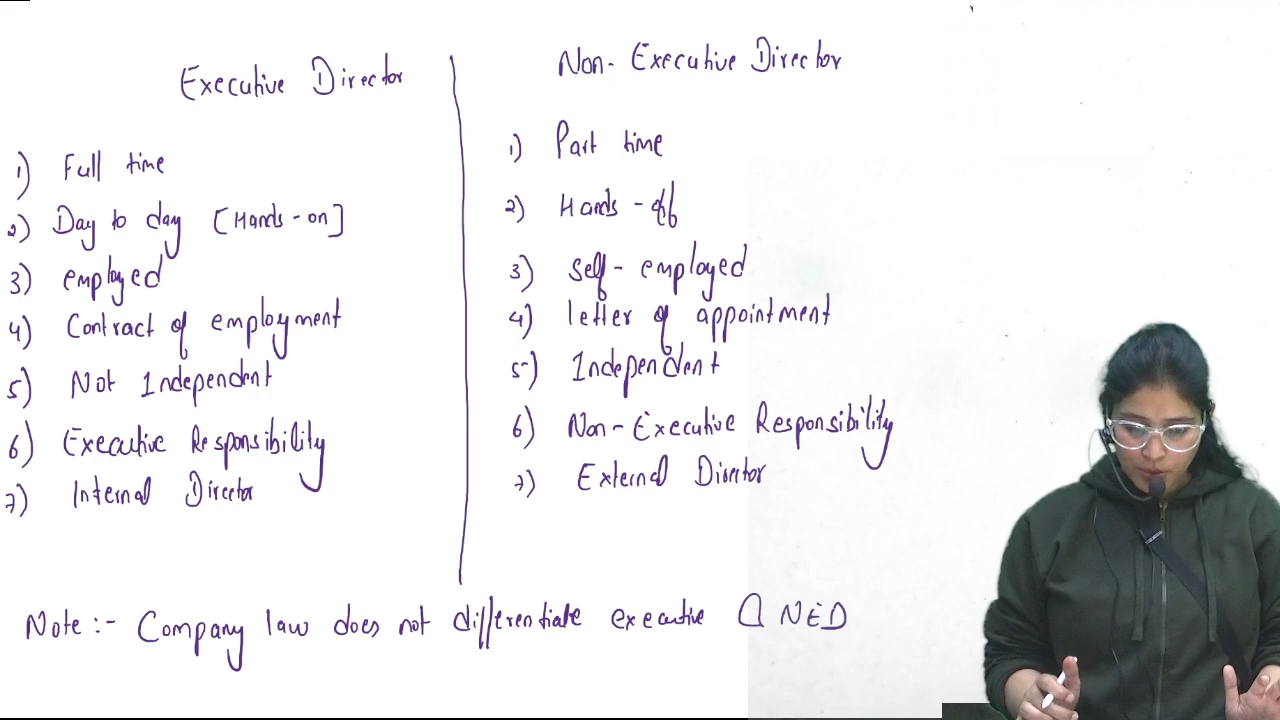 Executive Director
1) Full time
2) Day to day [Hands-on]
3) employed
4) Contract of employment
5) Not Independent
6) Executive Responsibility
7) Internal Director
Non-Executive Director
1) Part time
2) Hands-off
3) Self-employed
4) letter of appointment
5) Independent
6) Non-Executive Responsibility
7) External Director
Note:- Company law does not differentiate executive & NED